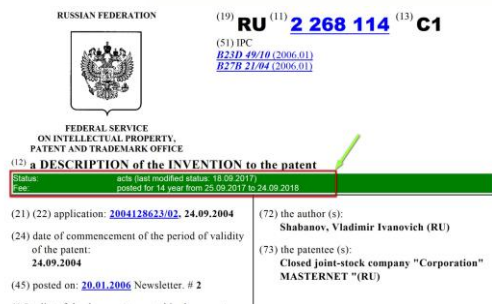 RUSSIAN FEDERATION
(19) RU (11) 2 268 114 (13) C1
(51) IPC
B23D 49/10 (2006.01)
B27B 21/04 (2006.01)
FEDERAL SERVICE
ON INTELLECTUAL PROPERTY,
PATENT AND TRADEMARK OFFICE
(12) a DESCRIPTION of the INVENTION to the patent
Status: acts (last modified status: 18.09.2017)
Fee: posted for 14 year from 25.09.2017 to 24.09.2018
(21) (22) application: 2004128623/02, 24.09.2004
(24) date of commencement of the period of validity
of the patent:
24.09.2004
(45) posted on: 20.01.2006 Newsletter. # 2
(72) the author (s):
Shabanov, Vladimir Ivanovich (RU)
(73) the patentee (s):
Closed joint-stock company "Corporation"
MASTERNET "(RU)